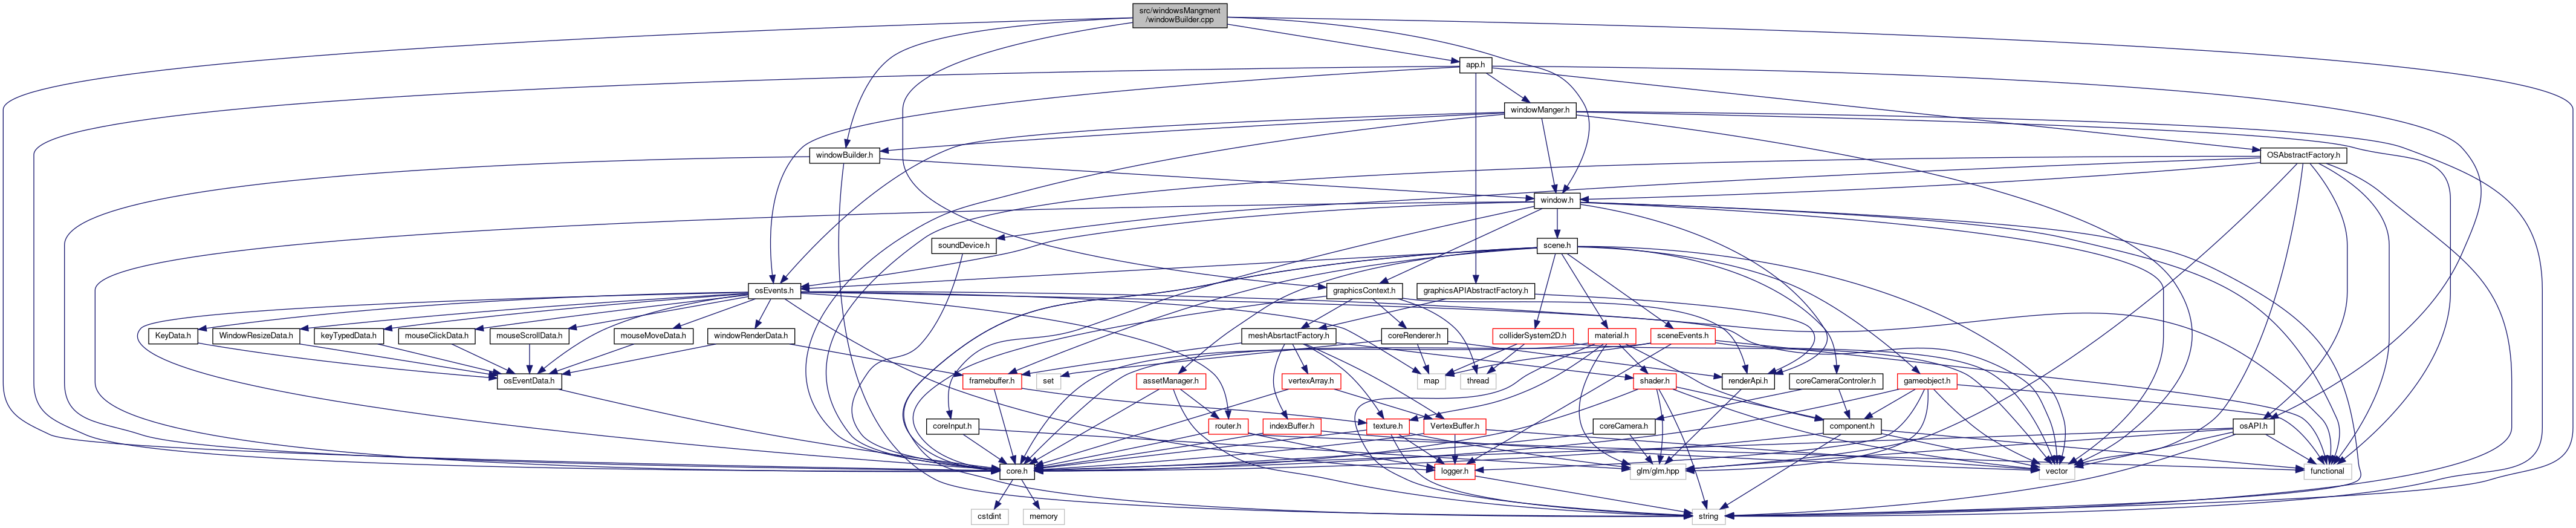 src/windowsMangment
/windowBuilder.cpp
app.h
windowManger.h
windowBuilder.h
OSAbstractFactory.h
window.h
soundDevice.h
scene.h
osEvents.h
graphicsContext.h
graphicsAPIAbstractFactory.h
KeyData.h
WindowResizeData.h
keyTypedData.h
mouseClickData.h
mouseScrollData.h
mouseMoveData.h
windowRenderData.h
meshAbsrtactFactory.h
coreRenderer.h
colliderSystem2D.h
material.h
sceneEvents.h
osEventData.h
framebuffer.h
set
assetManager.h
vertexArray.h
map
thread
shader.h
renderApi.h
coreCameraControler.h
gameobject.h
coreInput.h
router.h
indexBuffer.h
texture.h
VertexBuffer.h
coreCamera.h
component.h
osAPI.h
core.h
logger.h
glm/glm.hpp
vector
functional
cstdint
memory
string